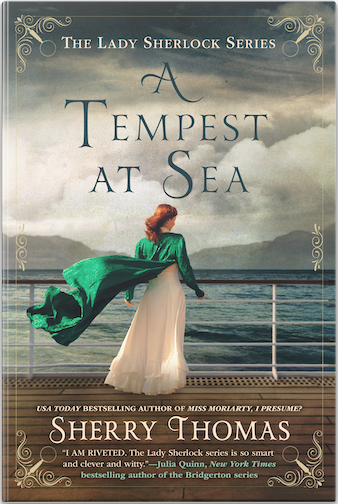 THE LADY SHERLOCK SERIES
A
TEMPEST
AT SEA
USA TODAY BESTSELLING AUTHOR OF MISS MORIARTY, I PRESUME?
SHERRY THOMAS
"I AM RIVETED. The Lady Sherlock series is so smart
and clever and witty."—Julia Quinn, New York Times
bestselling author of the Bridgerton series